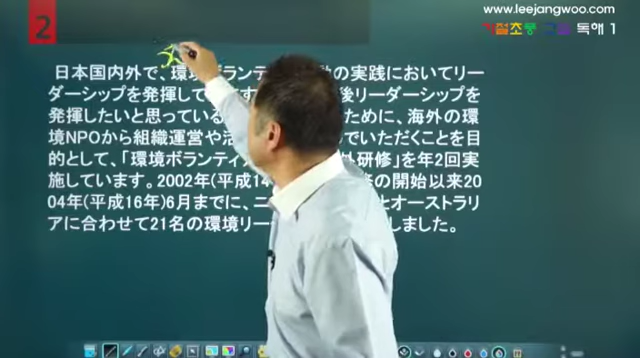 www.leejangwoo.com
2
독해 1
日本国内外で、環境ボランテ の実践においてリー
ダーシップを発揮して 後リーダーシップを
発揮したいと思っている ために、海外の環
境NPOから組織運営や活 でいただくことを目
的として、「環境ボランティ 外研修」を年2回実
施しています。2002年(平成14 の開始以来20
04年(平成16年)6月までに、ニ とオーストラリ
アに合わせて21名の環境リー しました。